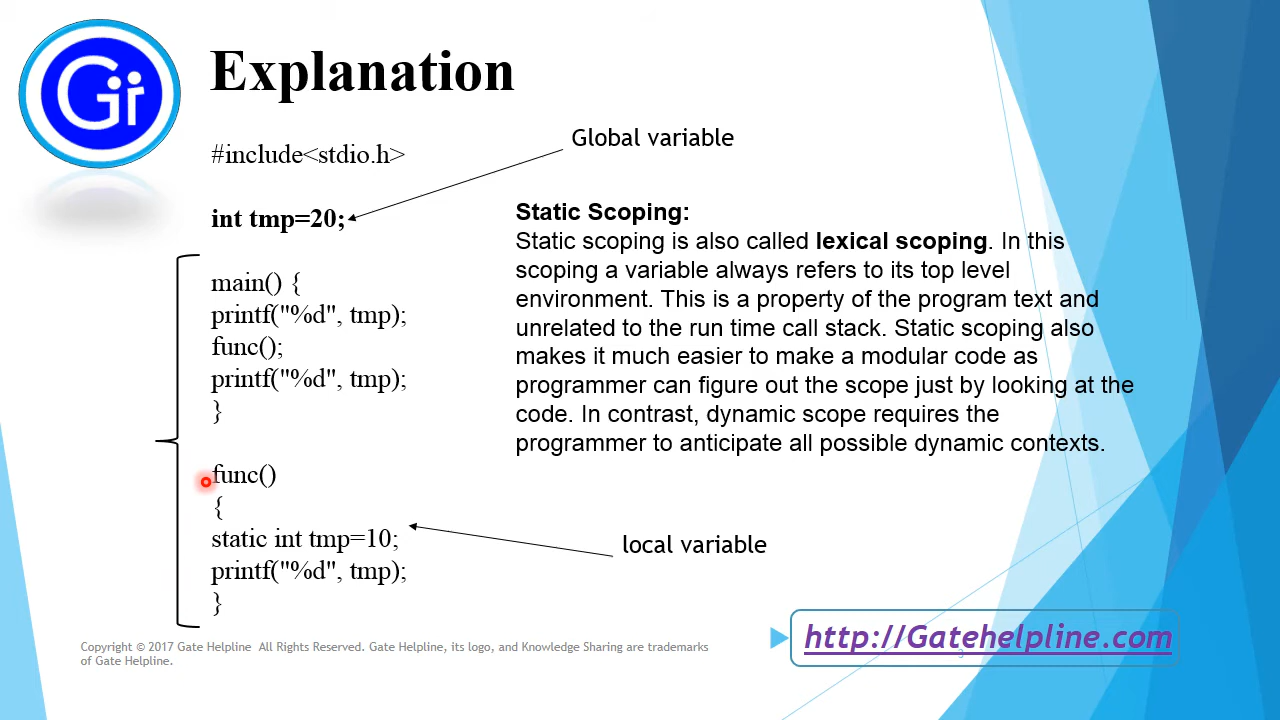 Gi
Explanation
#include<stdio.h>
Global variable
int tmp=20;
main() {
printf("%d", tmp);
func();
printf("%d", tmp);
}
func()
{
static int tmp=10;
printf("%d", tmp);
}
Static Scoping:
Static scoping is also called lexical scoping. In this
scoping a variable always refers to its top level
environment. This is a property of the program text and
unrelated to the run time call stack. Static scoping also
makes it much easier to make a modular code as
programmer can figure out the scope just by looking at the
code. In contrast, dynamic scope requires the
programmer to anticipate all possible dynamic contexts.
local variable
http://Gatehelpline.com
3
Copyright © 2017 Gate Helpline All Rights Reserved. Gate Helpline, its logo, and Knowledge Sharing are trademarks
of Gate Helpline.